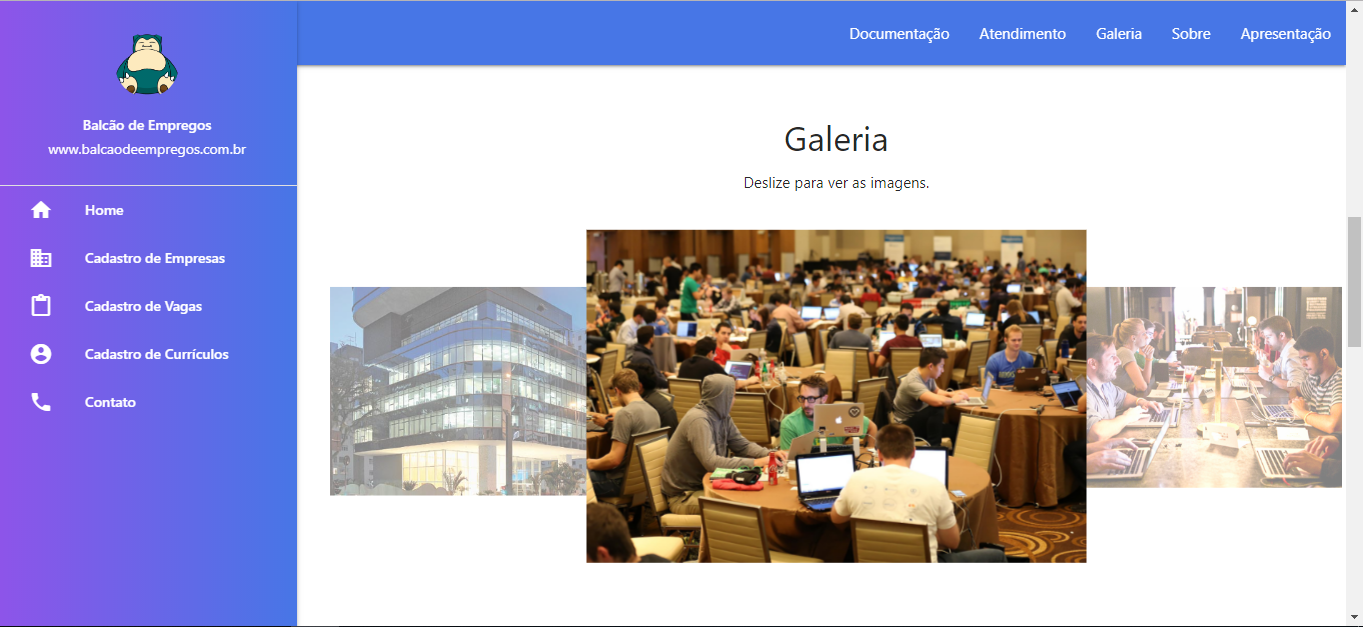 Balcão de Empregos
www.balcaodeempregos.com.br
Home
Cadastro de Empresas
Cadastro de Vagas
Cadastro de Currículos
Contato
Documentação Atendimento Galeria Sobre Apresentação
Galeria
Deslize para ver as imagens.